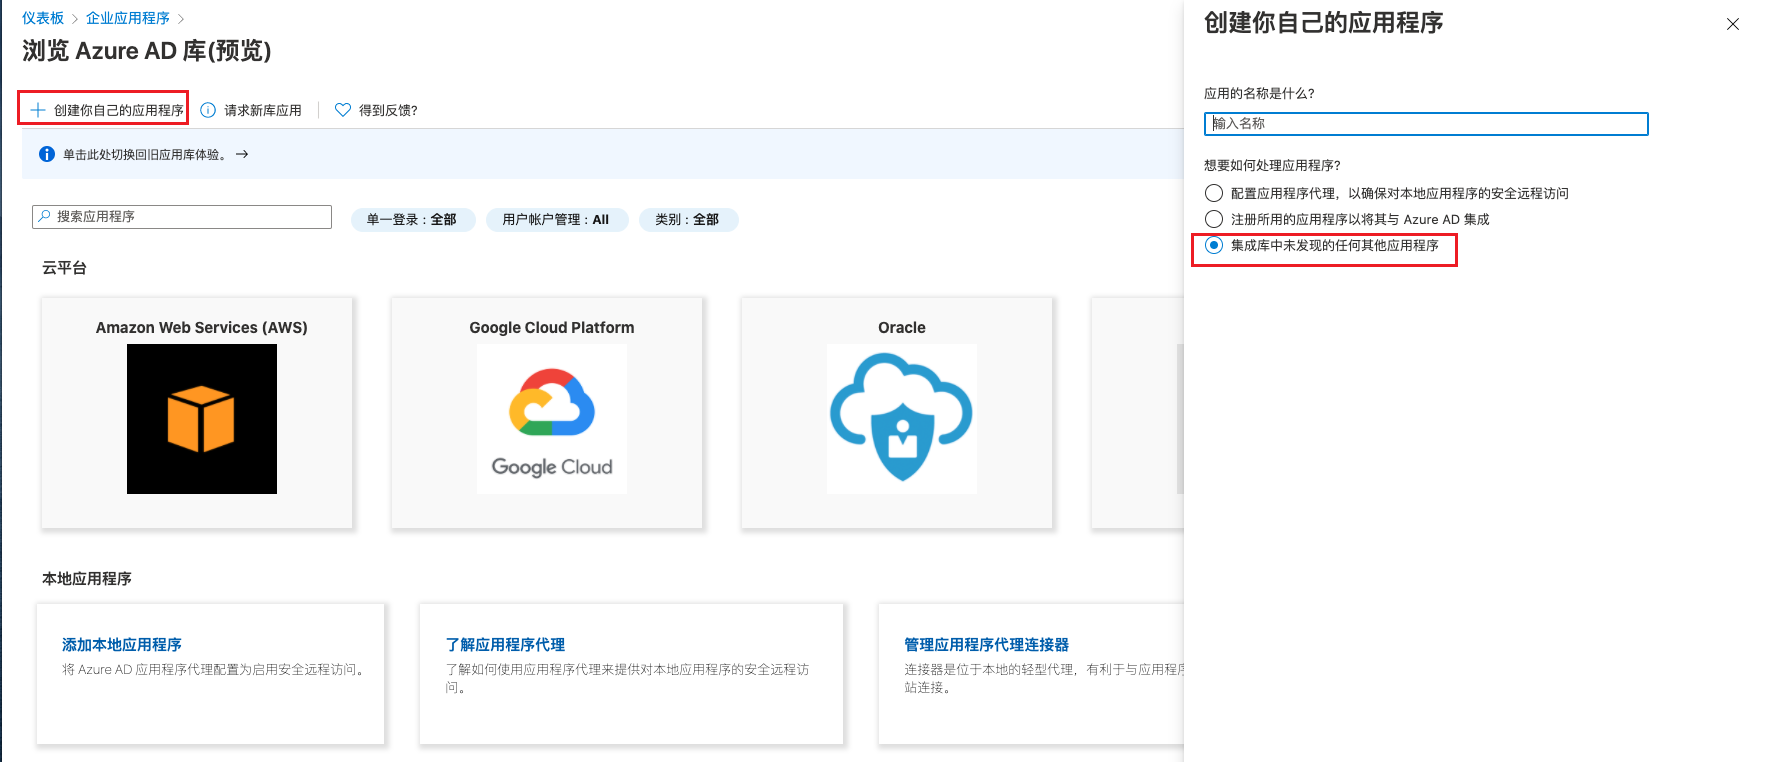 仪表板 > 企业应用程序 >
浏览 Azure AD 库(预览)
创建你自己的应用程序
请求新库应用
得到反馈?
单击此处切换回旧应用库体验。 →
搜索应用程序
单一登录 : 全部
用户帐户管理 : All
类别 : 全部
云平台
Amazon Web Services (AWS)
Google Cloud Platform
Google Cloud
Oracle
本地应用程序
添加本地应用程序
将 Azure AD 应用程序代理配置为启用安全远程访问。
了解应用程序代理
了解如何使用应用程序代理来提供对本地应用程序的安全远程访
问。
管理应用程序代理连接器
连接器是位于本地的轻型代理，有利于与应用程序
站连接。
创建你自己的应用程序
应用的名称是什么?
输入名称
想要如何处理应用程序?
配置应用程序代理，以确保对本地应用程序的安全远程访问
注册所用的应用程序以将其与 Azure AD 集成
集成库中未发现的任何其他应用程序